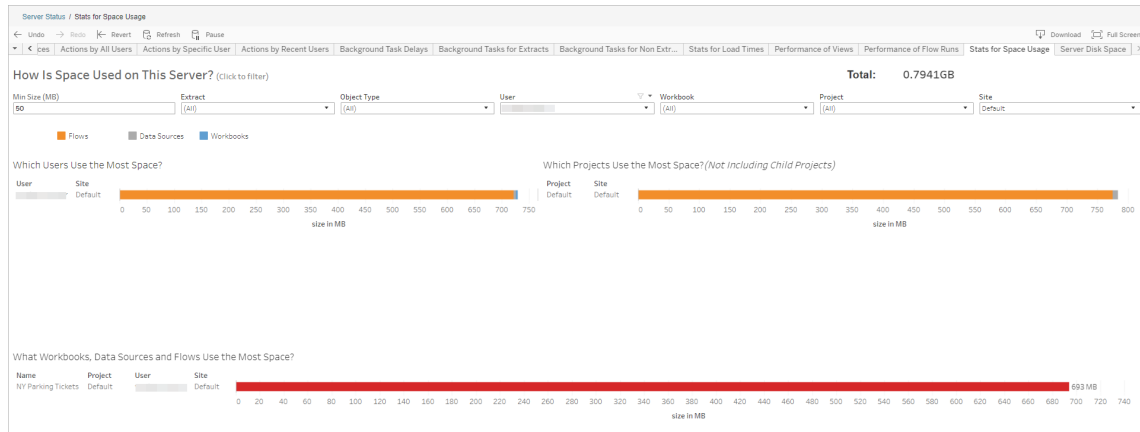 Server Status / Stats for Space Usage
Undo Redo Revert Refresh Pause Download Full Screen
ces Actions by All Users Actions by Specific User Actions by Recent Users Background Task Delays Background Tasks for Extracts Background Tasks for Non Extr... Stats for Load Times Performance of Views Performance of Flow Runs Stats for Space Usage Server Disk Space
How Is Space Used on This Server? (Click to filter) Total: 0.7941GB
Min Size (MB) Extract Object Type User Workbook Project Site
50 (All) (All) (All) (All) Default
Flows Data Sources Workbooks
Which Users Use the Most Space? Which Projects Use the Most Space? (Not Including Child Projects)
User Site Project Site
Default Default Default
0 50 100 150 200 250 300 350 400 450 500 550 600 650 700 750 0 50 100 150 200 250 300 350 400 450 500 550 600 650 700 750 800
size in MB size in MB
What Workbooks, Data Sources and Flows Use the Most Space?
Name Project User Site
NY Parking Tickets Default Default 693 MB
0 20 40 60 80 100 120 140 160 180 200 220 240 260 280 300 320 340 360 380 400 420 440 460 480 500 520 540 560 580 600 620 640 660 680 700 720 740
size in MB